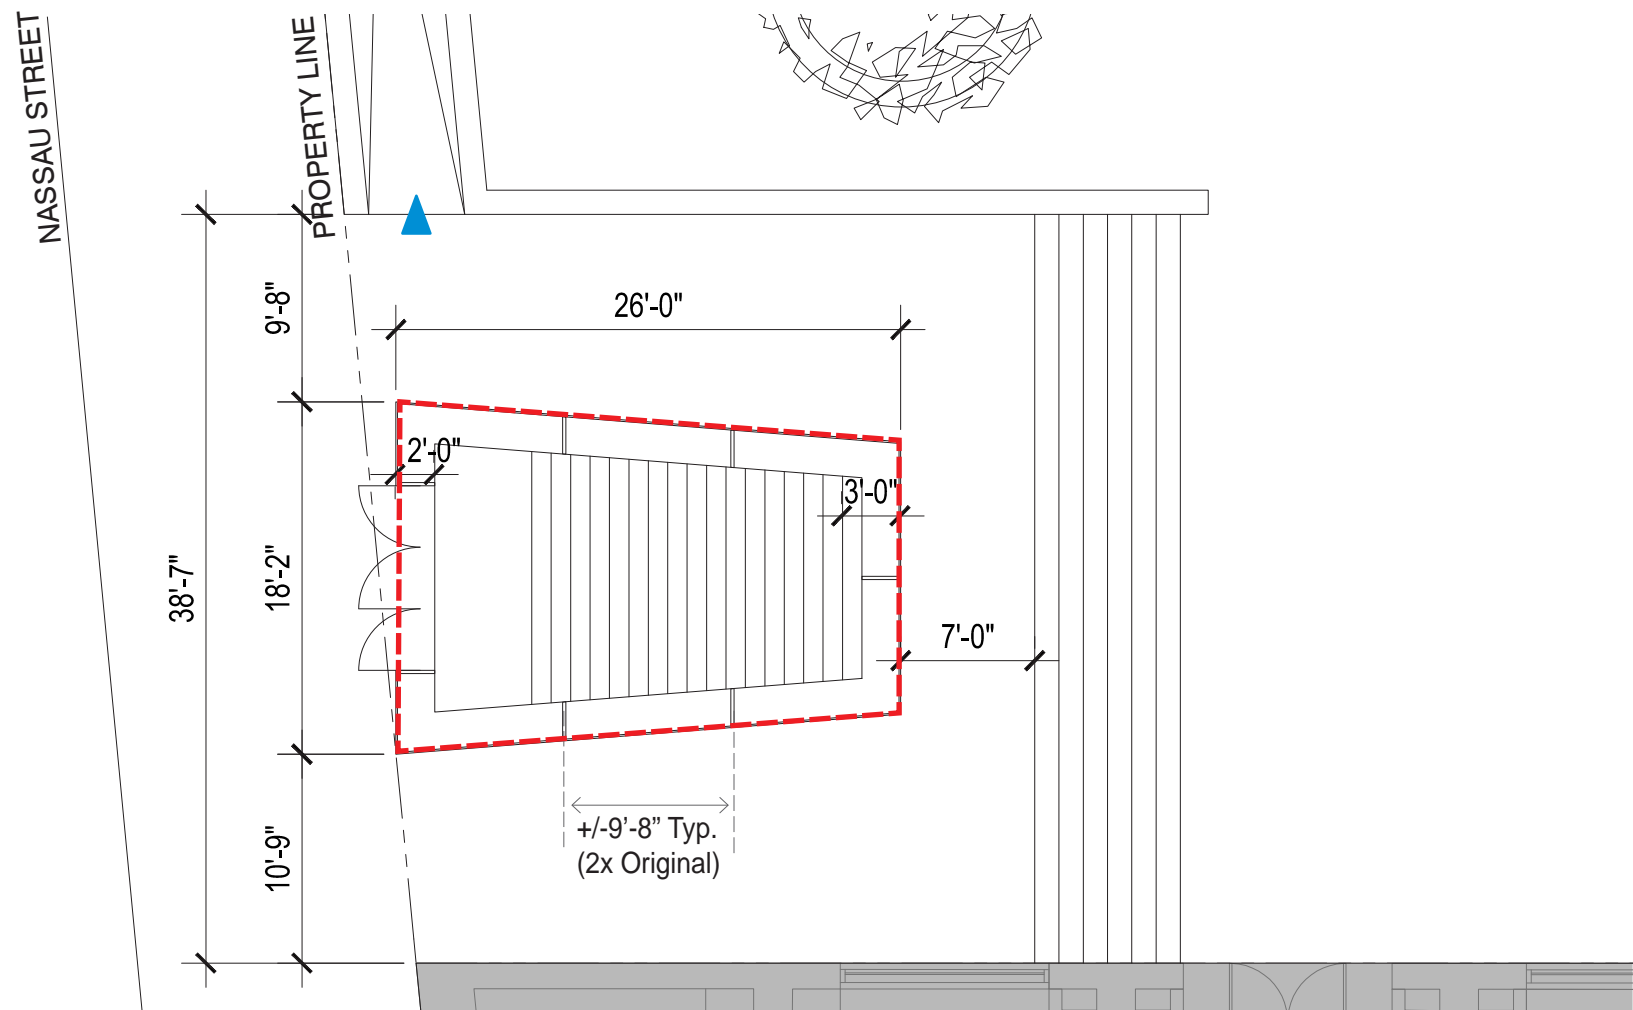 NASSAU STREET
PROPERTY LINE
9'-8"
26'-0"
2'-0"
3'-0"
38'-7"
18'-2"
7'-0"
+/-9’-8” Typ.
(2x Original)
10'-9"